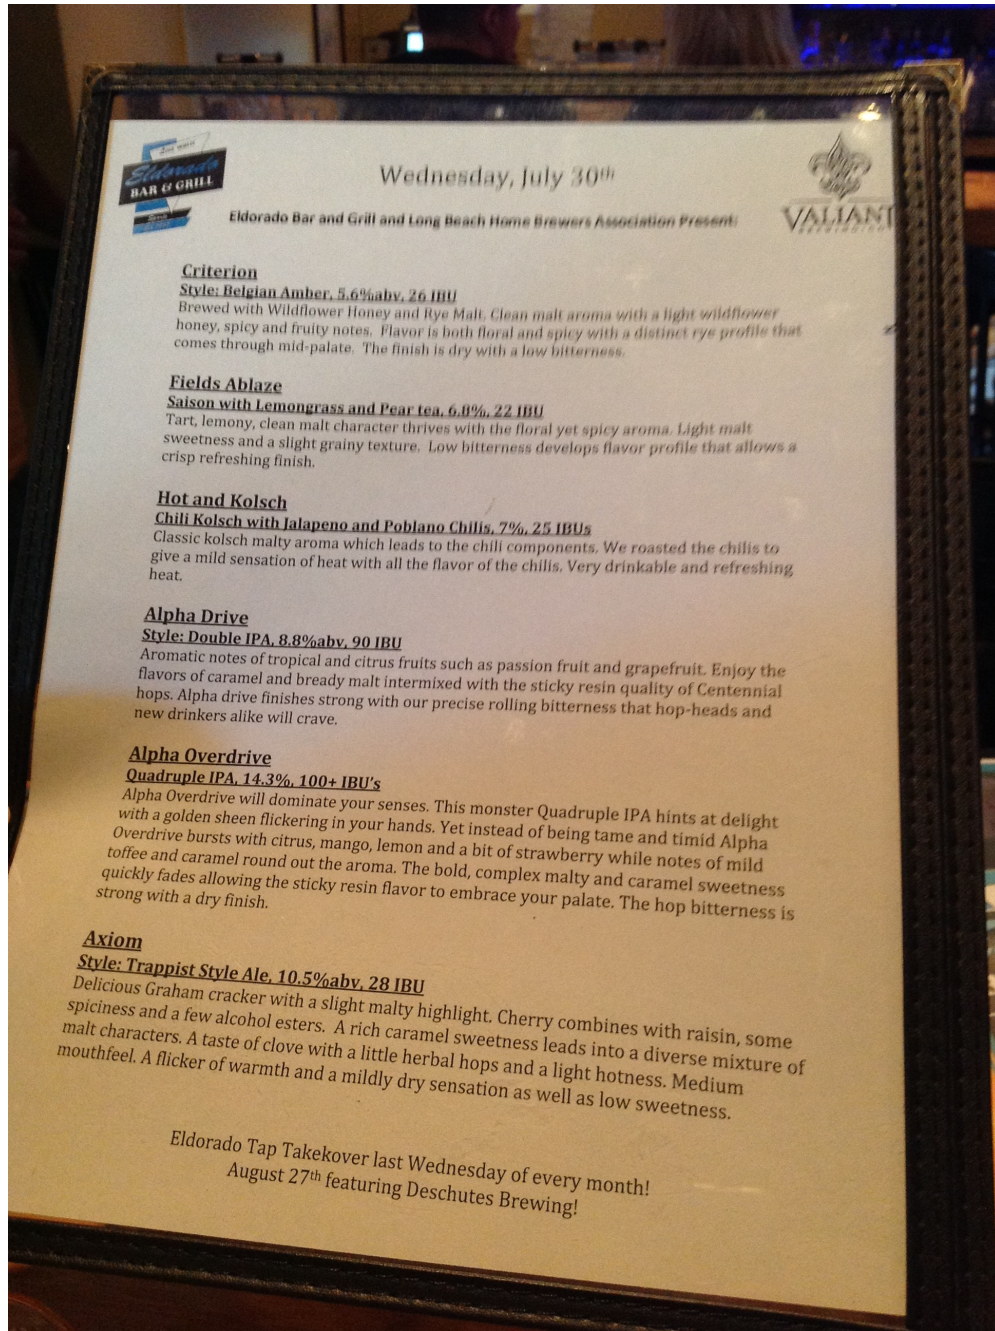 Eldorado
BAR & GRILL
Wednesday, July 30th
VALIANT
BREWING CO
Eldorado Bar and Grill and Long Beach Home Brewers Association Present:
Criterion
Style: Belgian Amber, 5.6%abv, 26 IBU
Brewed with Wildflower Honey and Rye Malt. Clean malt aroma with a light wildflower
honey, spicy and fruity notes. Flavor is both floral and spicy with a distinct rye profile that
comes through mid-palate. The finish is dry with a low bitterness.
Fields Ablaze
Saison with Lemongrass and Pear tea, 6.8%, 22 IBU
Tart, lemony, clean malt character thrives with the floral yet spicy aroma. Light malt
sweetness and a slight grainy texture. Low bitterness develops flavor profile that allows a
crisp refreshing finish.
Hot and Kolsch
Chili Kolsch with Jalapeno and Poblano Chilis, 7%, 25 IBUs
Classic kolsch malty aroma which leads to the chili components. We roasted the chilis to
give a mild sensation of heat with all the flavor of the chilis. Very drinkable and refreshing
heat.
Alpha Drive
Style: Double IPA, 8.8%abv, 90 IBU
Aromatic notes of tropical and citrus fruits such as passion fruit and grapefruit. Enjoy the
flavors of caramel and bready malt intermixed with the sticky resin quality of Centennial
hops. Alpha drive finishes strong with our precise rolling bitterness that hop-heads and
new drinkers alike will crave.
Alpha Overdrive
Quadruple IPA, 14.3%, 100+ IBU's
Alpha Overdrive will dominate your senses. This monster Quadruple IPA hints at delight
with a golden sheen flickering in your hands. Yet instead of being tame and timid Alpha
Overdrive bursts with citrus, mango, lemon and a bit of strawberry while notes of mild
toffee and caramel round out the aroma. The bold, complex malty and caramel sweetness
quickly fades allowing the sticky resin flavor to embrace your palate. The hop bitterness is
strong with a dry finish.
Axiom
Style: Trappist Style Ale, 10.5%abv, 28 IBU
Delicious Graham cracker with a slight malty highlight. Cherry combines with raisin, some
spiciness and a few alcohol esters. A rich caramel sweetness leads into a diverse mixture of
malt characters. A taste of clove with a little herbal hops and a light hotness. Medium
mouthfeel. A flicker of warmth and a mildly dry sensation as well as low sweetness.
Eldorado Tap Takekover last Wednesday of every month!
August 27th featuring Deschutes Brewing!